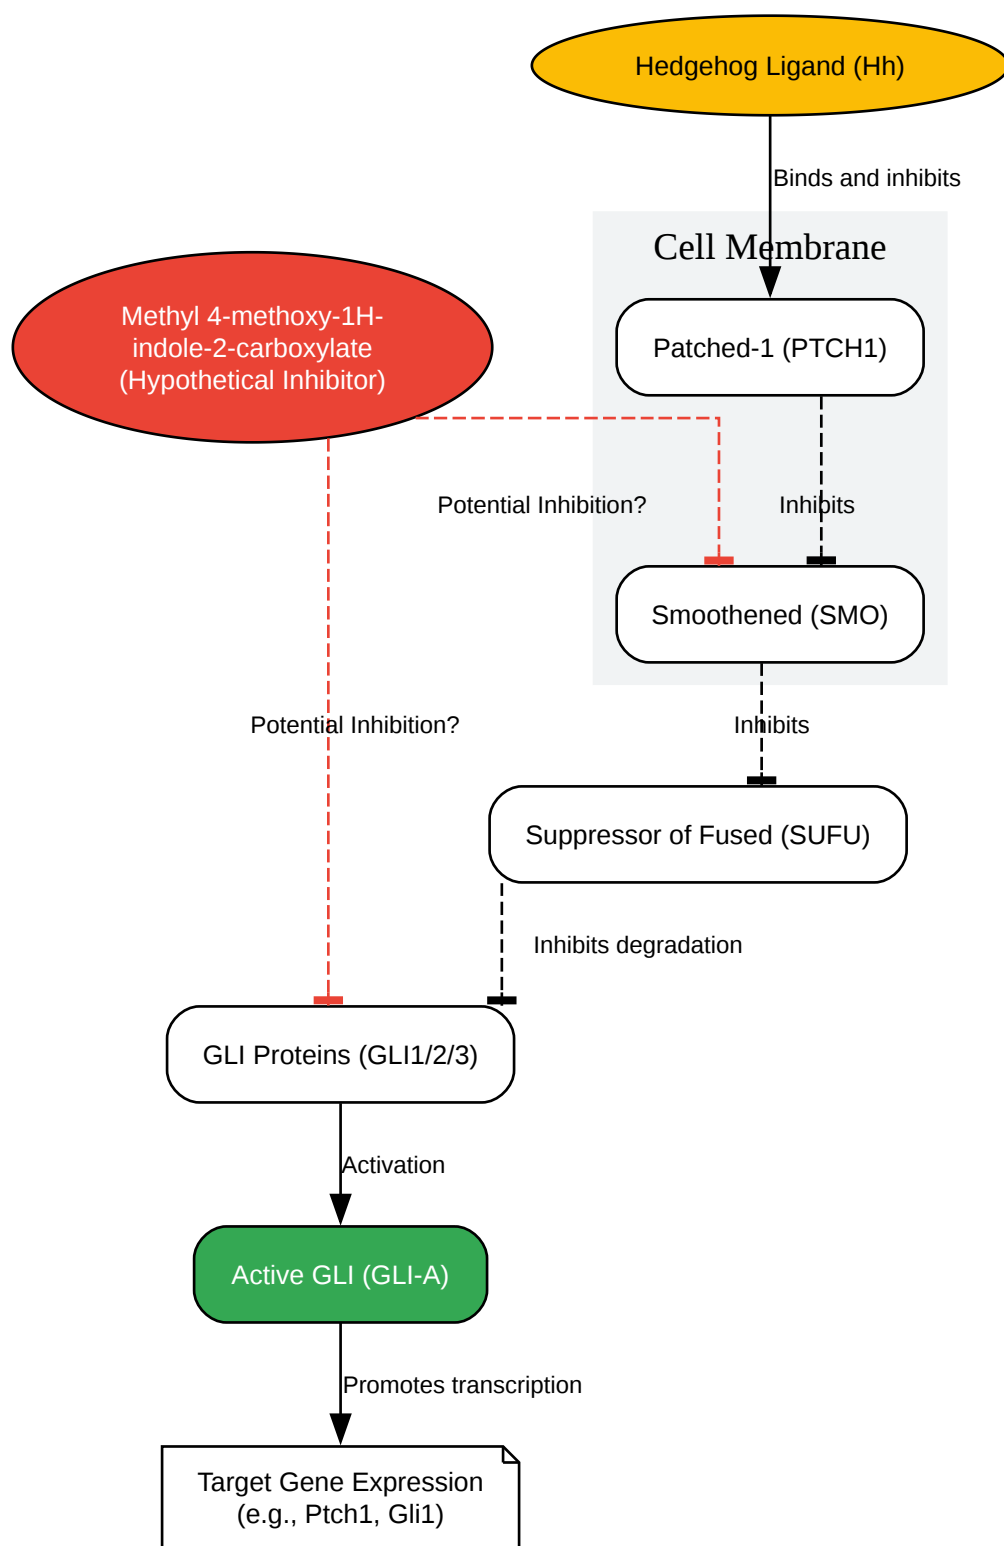 Hedgehog Ligand (Hh)
Binds and inhibits
Cell Membrane
Methyl 4-methoxy-1H-
indole-2-carboxylate
(Hypothetical Inhibitor)
Patched-1 (PTCH1)
Potential Inhibition?
Inhibits
Smoothened (SMO)
Potential Inhibition?
Inhibits
Suppressor of Fused (SUFU)
Inhibits degradation
GLI Proteins (GLI1/2/3)
Activation
Active GLI (GLI-A)
Promotes transcription
Target Gene Expression
(e.g., Ptch1, Gli1)